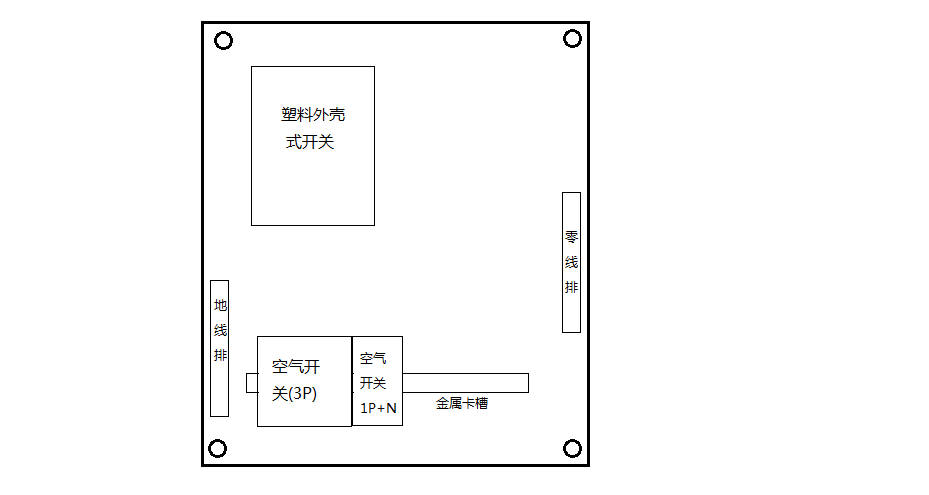 塑料外壳
式开关
零
线
排
地
线
排
空气开
关(3P)
空气
开关
1P+N
金属卡槽